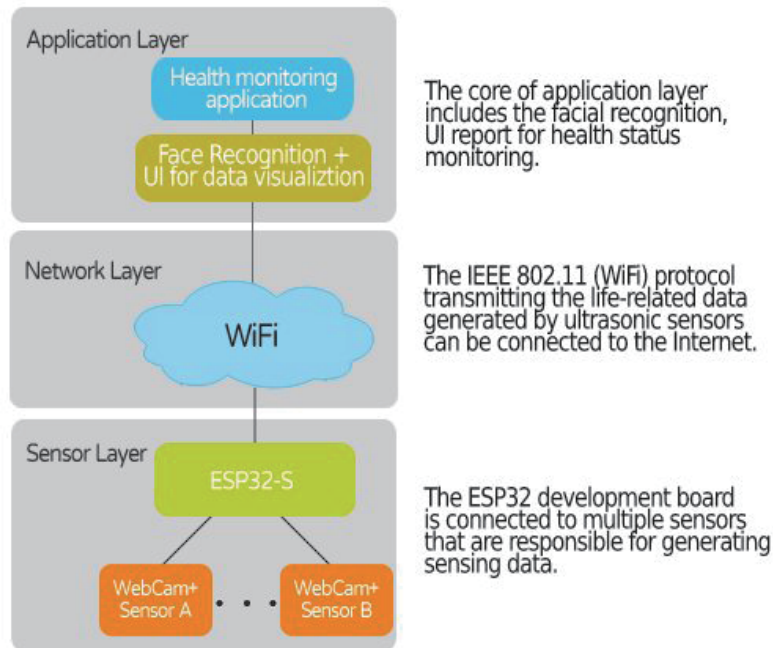 Application Layer
Health monitoring
application
Face Recognition +
UI for data visualiztion
The core of application layer
includes the facial recognition,
UI report for health status
monitoring.
Network Layer
WiFi
The IEEE 802.11 (WiFi) protocol
transmitting the life-related data
generated by ultrasonic sensors
can be connected to the Internet.
Sensor Layer
ESP32-S
WebCam+
Sensor A
WebCam+
Sensor B
The ESP32 development board
is connected to multiple sensors
that are responsible for generating
sensing data.